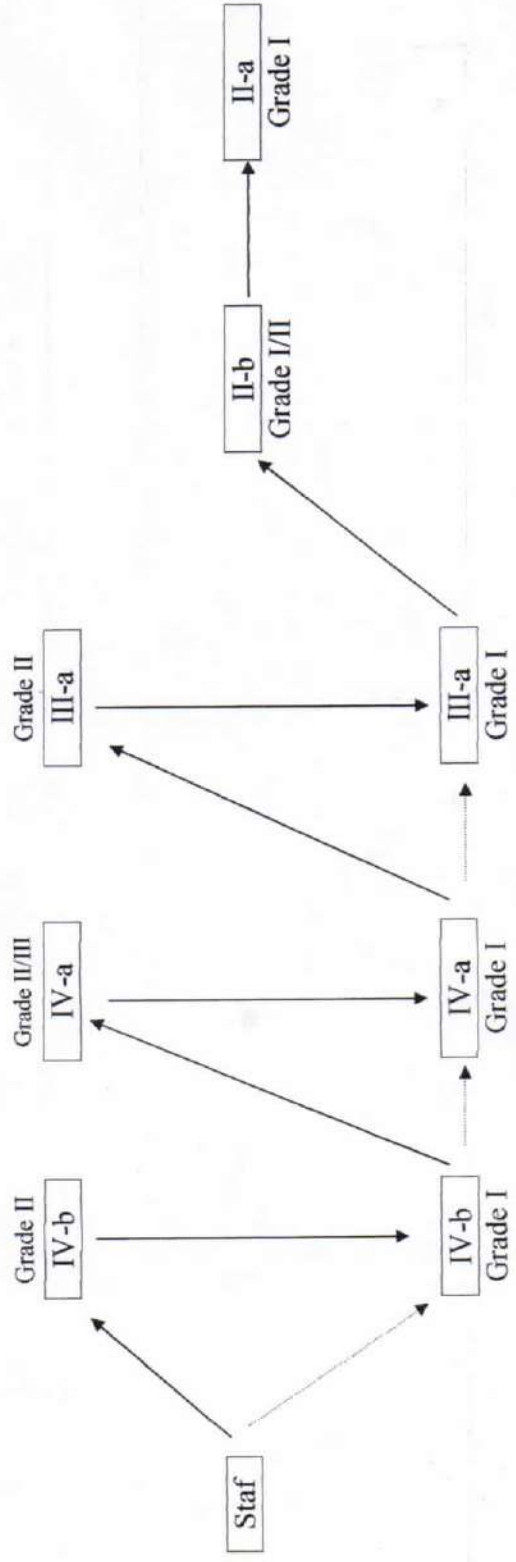 Staf
Grade II
IV-b
IV-b
Grade I
Grade II/III
IV-a
IV-a
Grade I
Grade II
III-a
III-a
Grade I
II-b
Grade I/II
II-a
Grade I